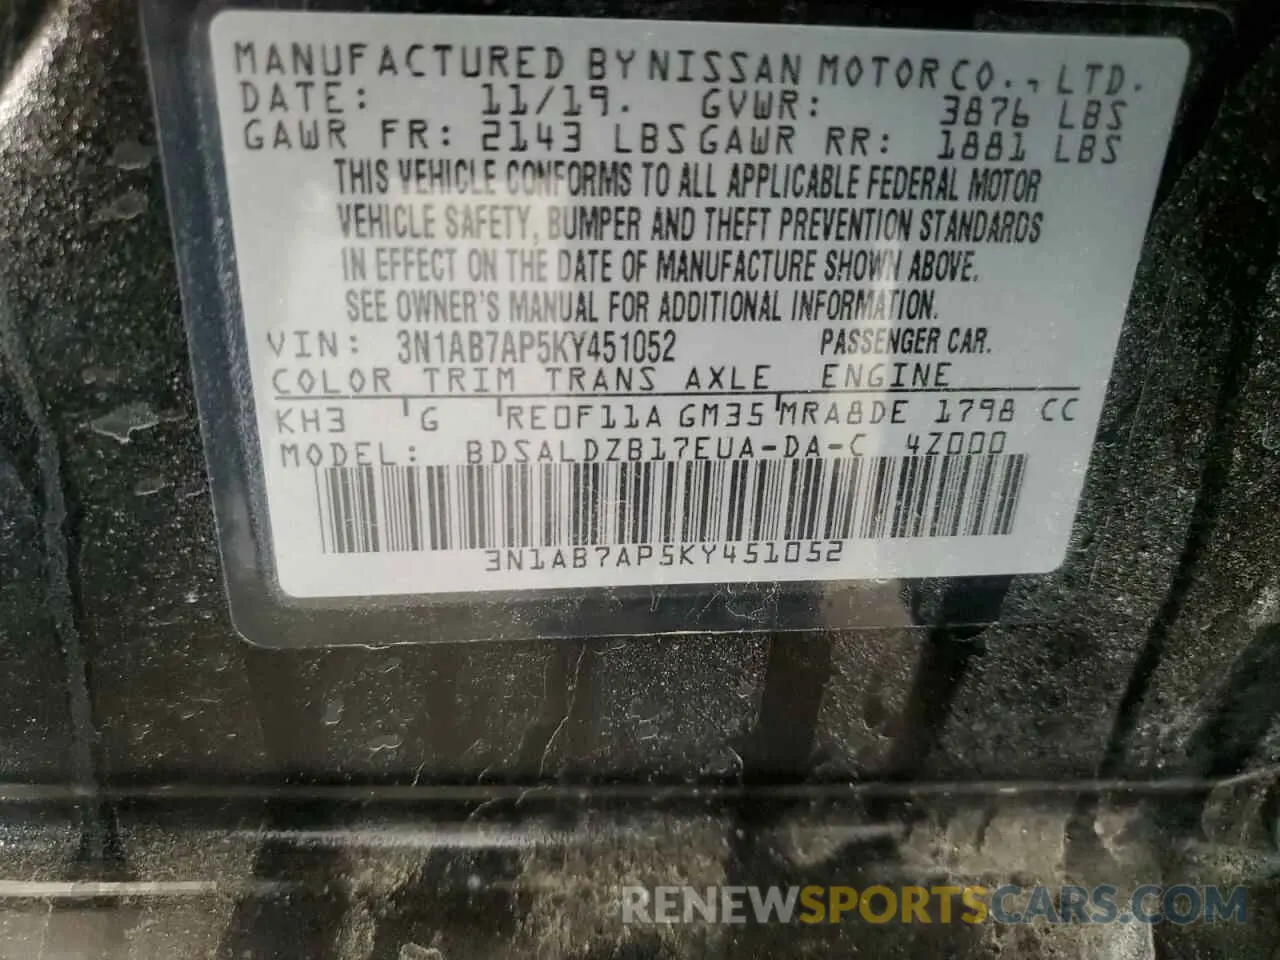 MANUFACTURED BY NISSAN MOTOR CO., LTD.
DATE: 11/19. GVWR: 3876 LBS
GAWR FR: 2143 LBS GAWR RR: 1881 LBS
THIS VEHICLE CONFORMS TO ALL APPLICABLE FEDERAL MOTOR
VEHICLE SAFETY, BUMPER AND THEFT PREVENTION STANDARDS
IN EFFECT ON THE DATE OF MANUFACTURE SHOWN ABOVE.
SEE OWNER'S MANUAL FOR ADDITIONAL INFORMATION.
VIN: 3N1AB7AP5KY451052 PASSENGER CAR.
COLOR TRIM TRANS AXLE ENGINE
KH3 G RE0F11A GM35 MRA8DE 1798 CC
MODEL: BDSALDZB17EUA-DA-C 4Z000
3N1AB7AP5KY451052
RENEWSPORTSCARS.COM